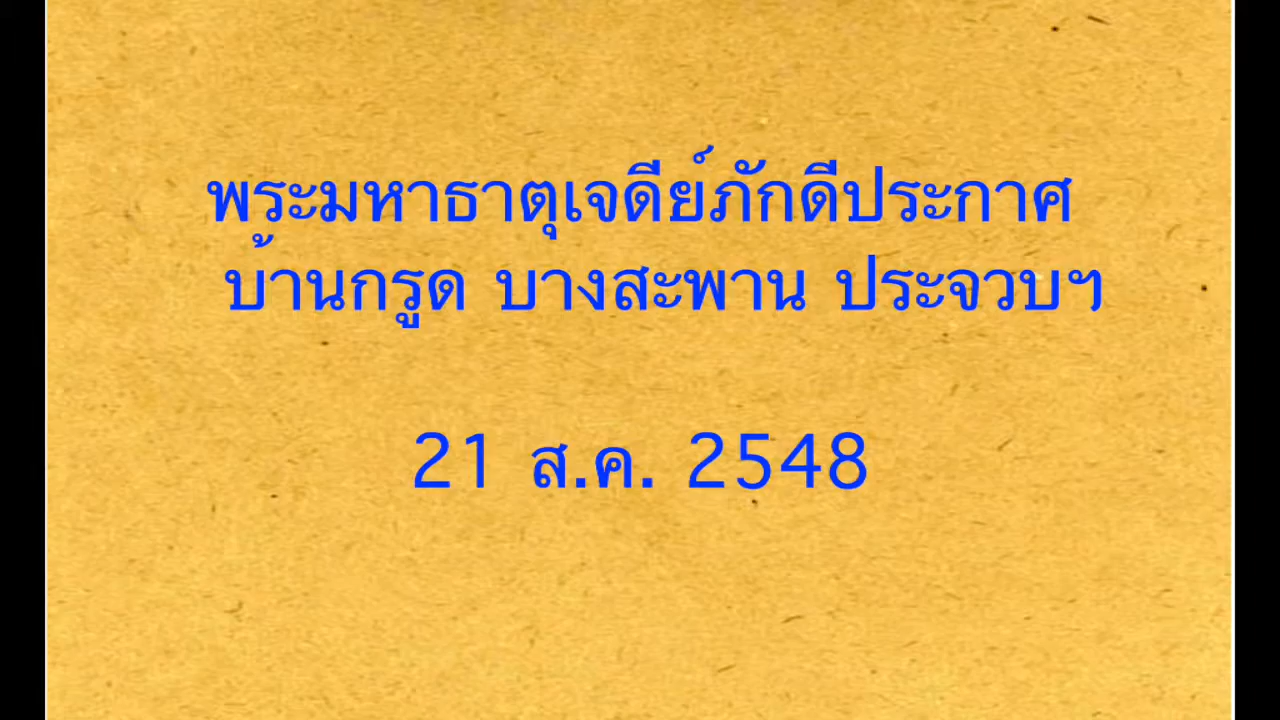 พระมหาธาตุเจดีย์ภักดีประกาศ
บ้านกรูด บางสะพาน ประจวบฯ
21 ส.ค. 2548